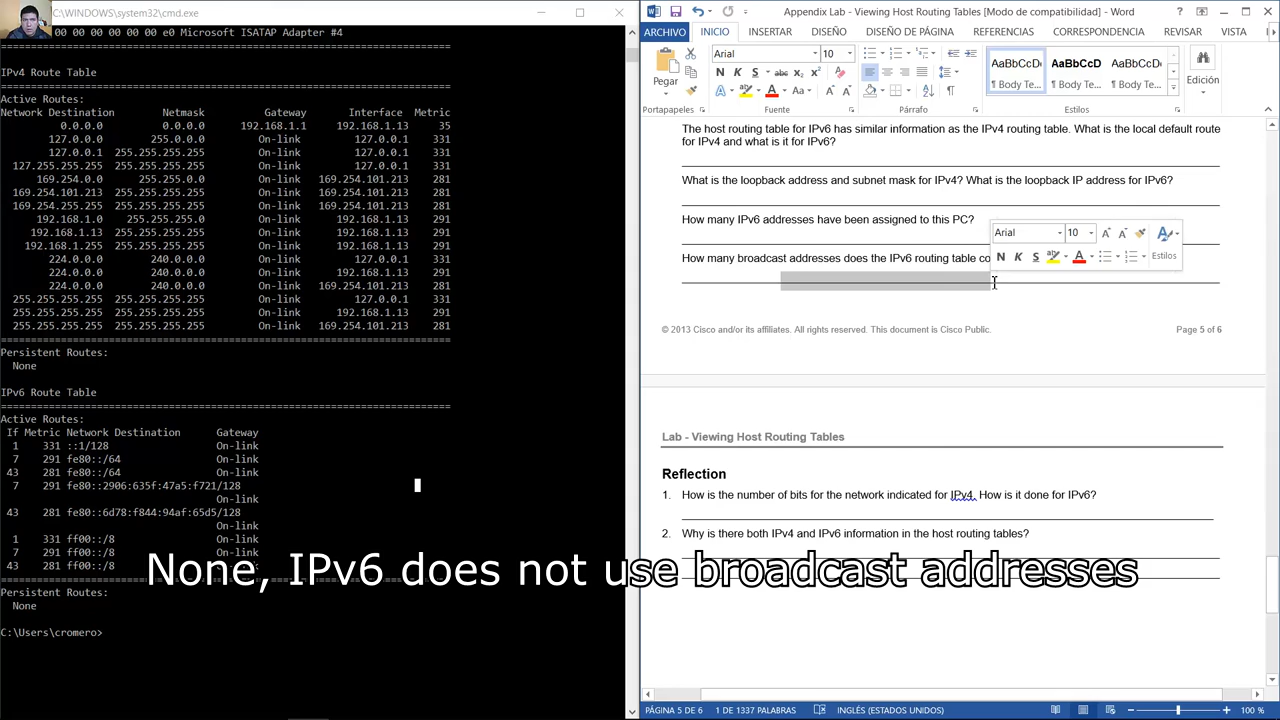 C:\WINDOWS\system32\cmd.exe
00 00 00 00 00 00 e0 Microsoft ISATAP Adapter #4
===========================================================================
IPv4 Route Table
===========================================================================
Active Routes:
Network Destination Netmask Gateway Interface Metric
0.0.0.0 0.0.0.0 192.168.1.1 192.168.1.13 35
127.0.0.0 255.0.0.0 On-link 127.0.0.1 331
127.0.0.1 255.255.255.255 On-link 127.0.0.1 331
127.255.255.255 255.255.255.255 On-link 127.0.0.1 331
169.254.0.0 255.255.0.0 On-link 169.254.101.213 281
169.254.101.213 255.255.255.255 On-link 169.254.101.213 281
169.254.255.255 255.255.255.255 On-link 169.254.101.213 281
192.168.1.0 255.255.255.0 On-link 192.168.1.13 291
192.168.1.13 255.255.255.255 On-link 192.168.1.13 291
192.168.1.255 255.255.255.255 On-link 192.168.1.13 291
224.0.0.0 240.0.0.0 On-link 127.0.0.1 331
224.0.0.0 240.0.0.0 On-link 192.168.1.13 291
224.0.0.0 240.0.0.0 On-link 169.254.101.213 281
255.255.255.255 255.255.255.255 On-link 127.0.0.1 331
255.255.255.255 255.255.255.255 On-link 192.168.1.13 291
255.255.255.255 255.255.255.255 On-link 169.254.101.213 281
===========================================================================
Persistent Routes:
None
IPv6 Route Table
===========================================================================
Active Routes:
If Metric Network Destination Gateway
1 331 ::1/128 On-link
7 291 fe80::/64 On-link
43 281 fe80::/64 On-link
7 291 fe80::2906:635f:47a5:f721/128
On-link
43 281 fe80::6d78:f844:94af:65d5/128
On-link
1 331 ff00::/8 On-link
7 291 ff00::/8 On-link
43 281 ff00::/8 On-link
===========================================================================
Persistent Routes:
None
C:\Users\cromero>
Appendix Lab - Viewing Host Routing Tables [Modo de compatibilidad] - Word
ARCHIVO INICIO INSERTAR DISEÑO DISEÑO DE PÁGINA REFERENCIAS CORRESPONDENCIA REVISAR VISTA
Pegar
Arial 10
N K S abc x₂ x²
Aa
AaBbCcDc AaBbCcD AaBbCcDc
¶ Body Te... ¶ Body Te... ¶ Body Te...
Edición
Portapapeles Fuente Párrafo Estilos
The host routing table for IPv6 has similar information as the IPv4 routing table. What is the local default route
for IPv4 and what is it for IPv6?
What is the loopback address and subnet mask for IPv4? What is the loopback IP address for IPv6?
How many IPv6 addresses have been assigned to this PC?
Arial 10
N K S Estilos
How many broadcast addresses does the IPv6 routing table co
© 2013 Cisco and/or its affiliates. All rights reserved. This document is Cisco Public. Page 5 of 6
Lab - Viewing Host Routing Tables
Reflection
1. How is the number of bits for the network indicated for IPv4. How is it done for IPv6?
2. Why is there both IPv4 and IPv6 information in the host routing tables?
None, IPv6 does not use broadcast addresses
PÁGINA 5 DE 6 1 DE 1337 PALABRAS INGLÉS (ESTADOS UNIDOS) 100 %